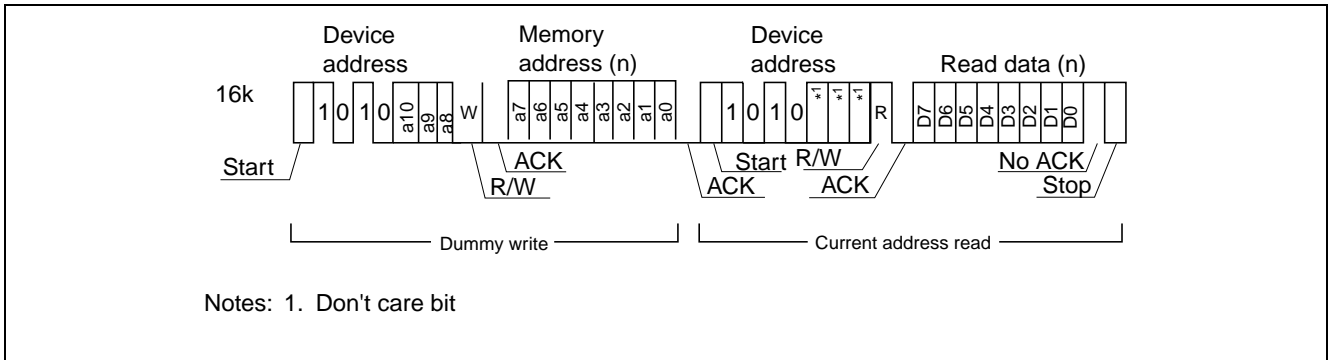 Device address
Memory address (n)
Device address
Read data (n)
16k
1 0 1 0 a10 a9 a8 W a7 a6 a5 a4 a3 a2 a1 a0 1 0 1 0 *1 *1 *1 R D7 D6 D5 D4 D3 D2 D1 D0
Start
R/W
ACK
ACK
Start
R/W
ACK
No ACK
Stop
Dummy write
Current address read
Notes: 1. Don't care bit